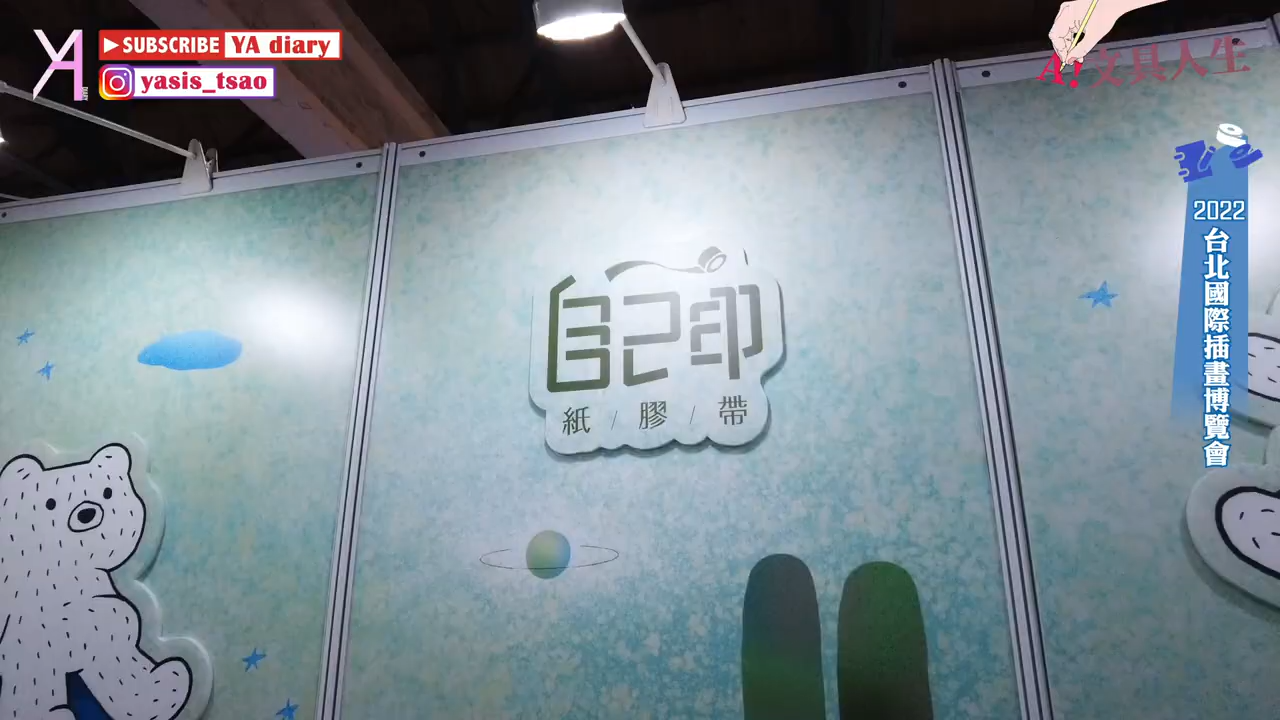 YA
SUBSCRIBE YA diary
yasis_tsao
A! 文具人生
2022
台北國際插畫博覽會
自己印
紙/膠/帶